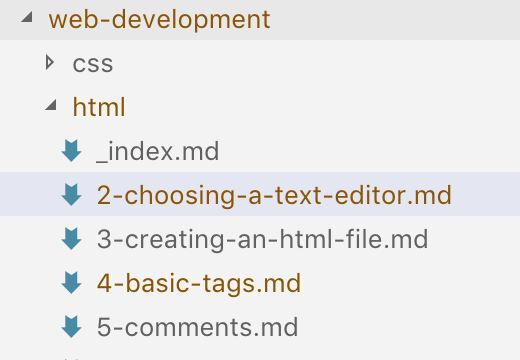 web-development
css
html
_index.md
2-choosing-a-text-editor.md
3-creating-an-html-file.md
4-basic-tags.md
5-comments.md